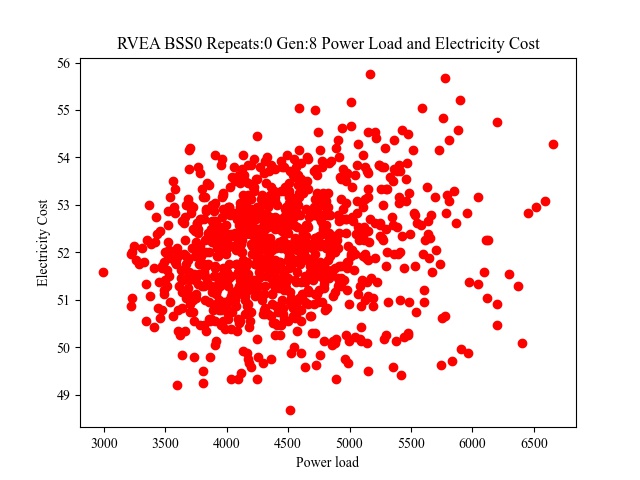 RVEA BSS0 Repeats:0 Gen:8 Power Load and Electricity Cost
56
55
54
53
52
51
50
49
Electricity Cost
3000 3500 4000 4500 5000 5500 6000 6500
Power load